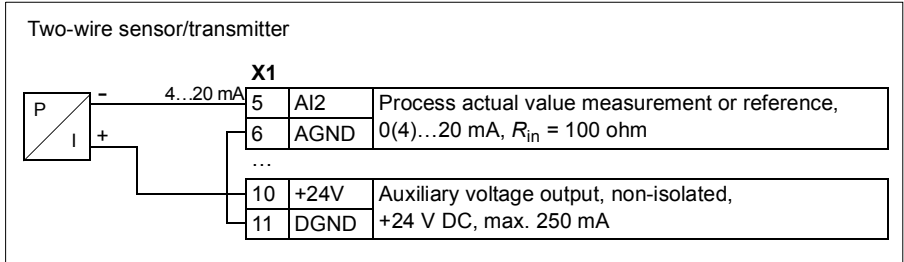 Two-wire sensor/transmitter
X1
P
I
-
+
4…20 mA
5 AI2 Process actual value measurement or reference,
6 AGND 0(4)…20 mA, Rin = 100 ohm
…
10 +24V Auxiliary voltage output, non-isolated,
11 DGND +24 V DC, max. 250 mA